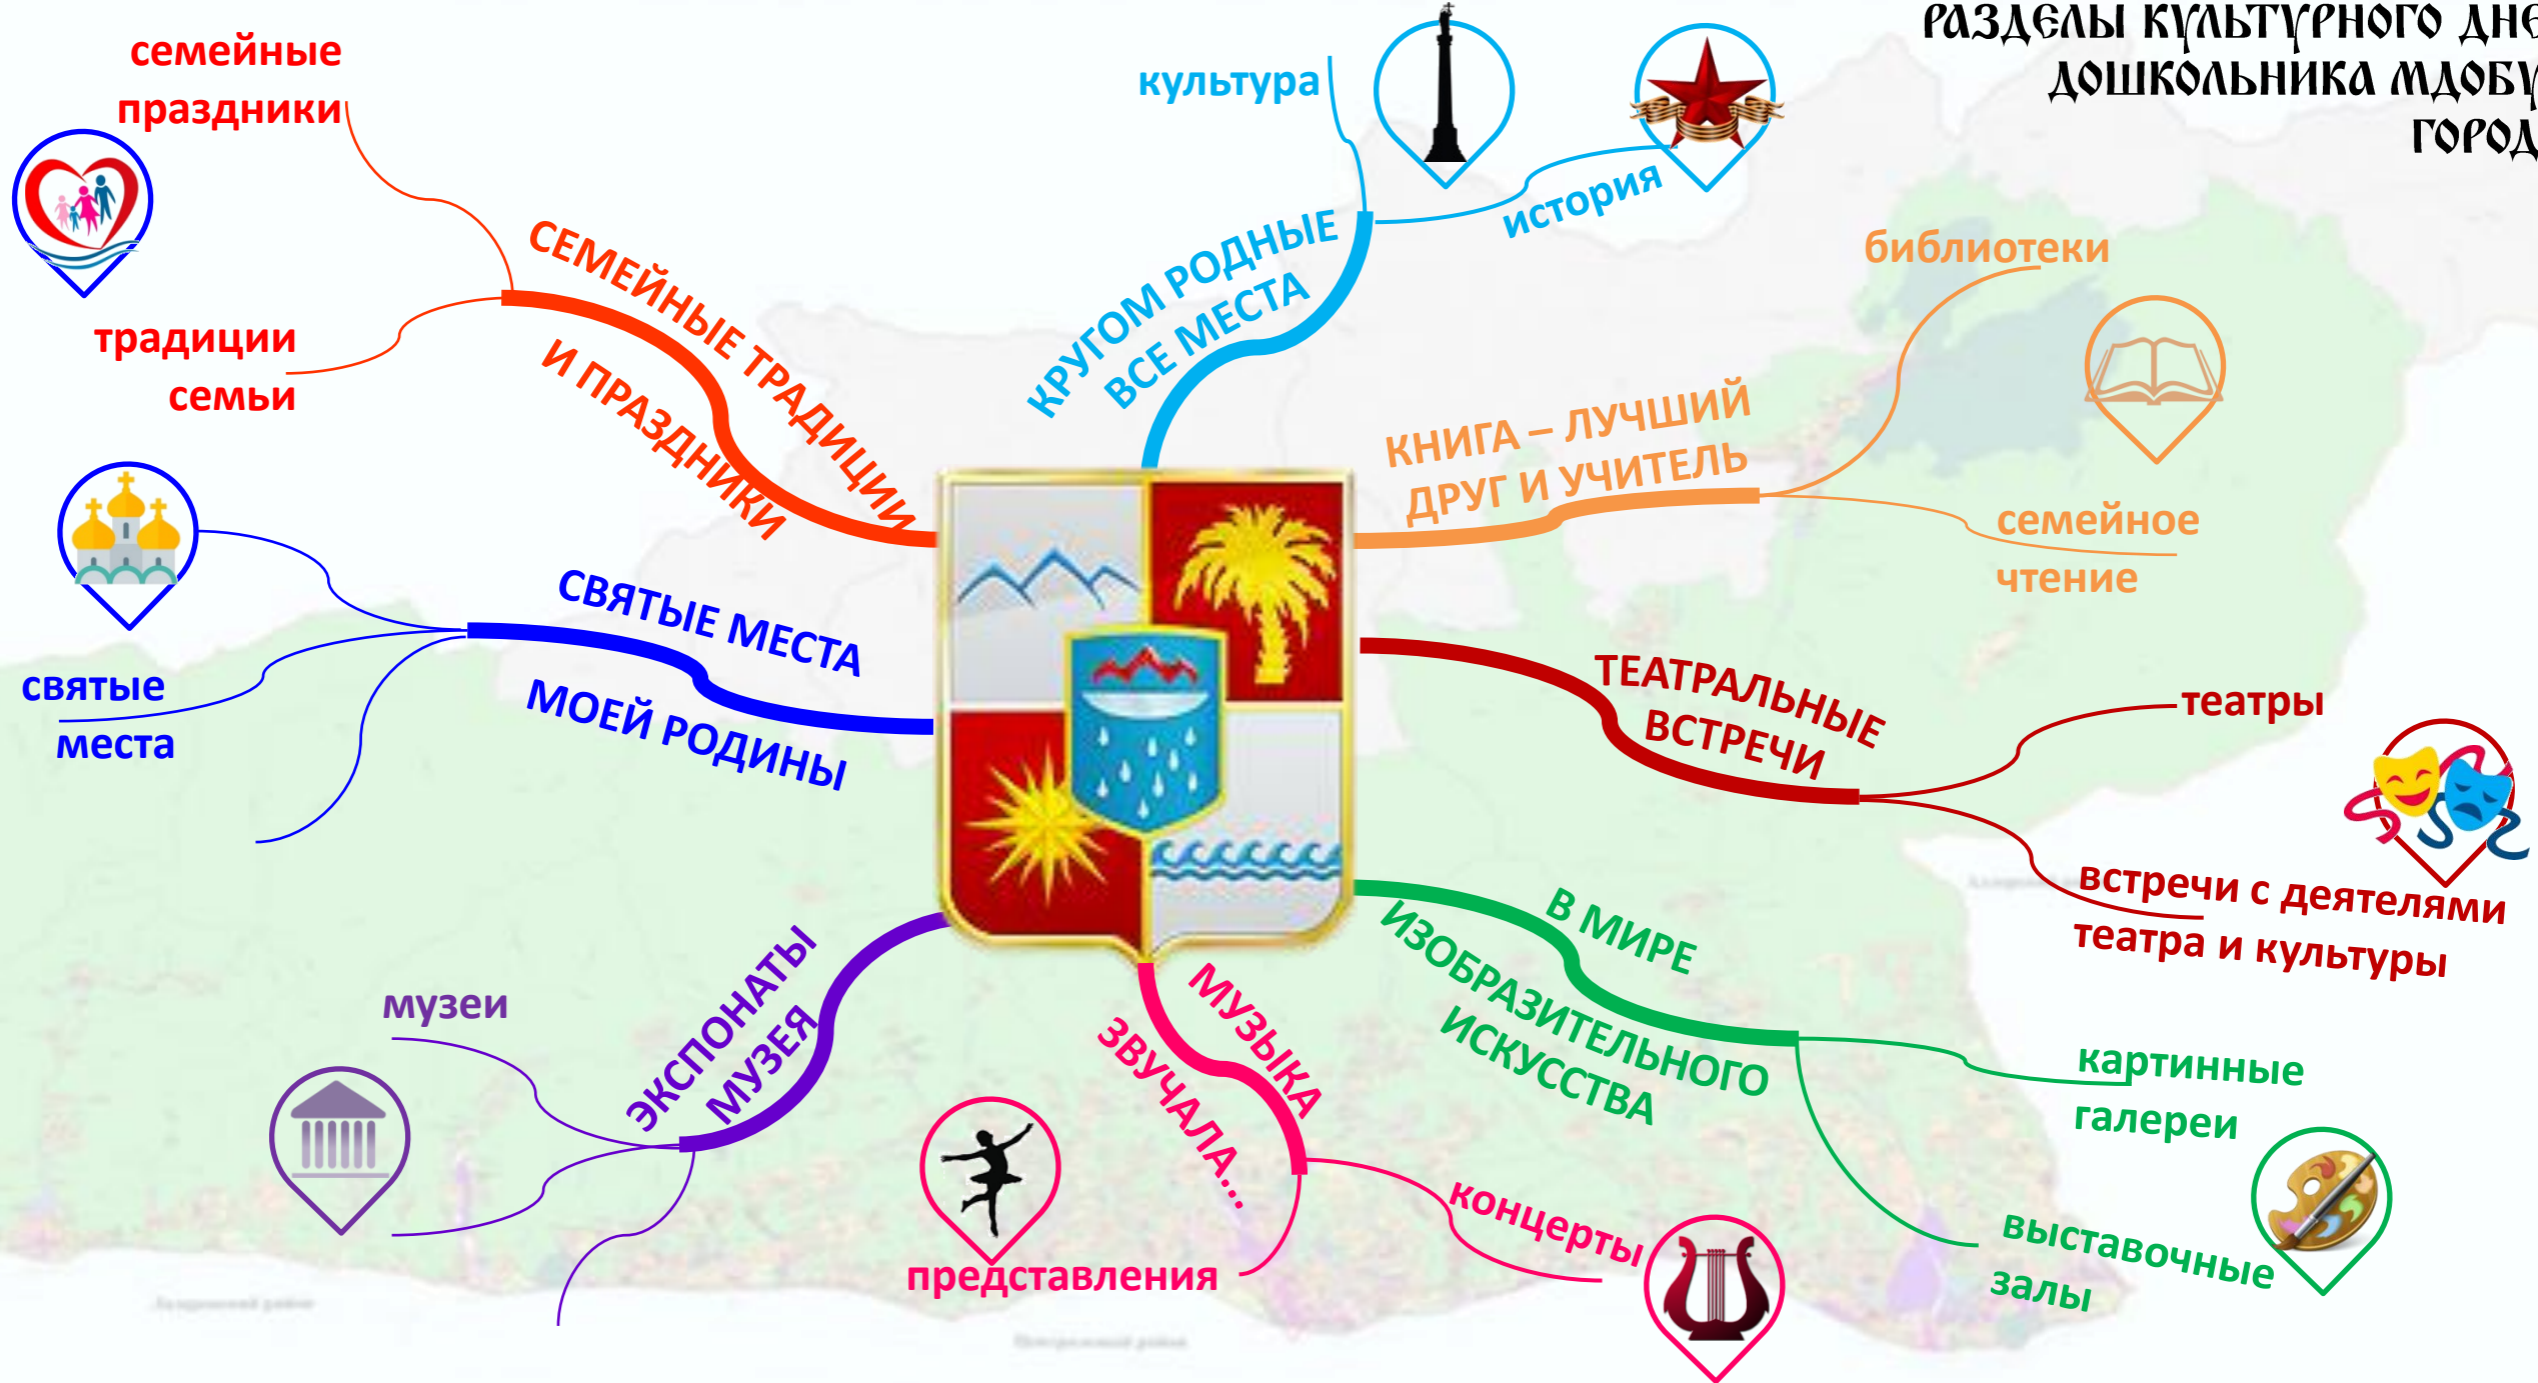 РАЗДЕЛЫ КУЛЬТУРНОГО ДНЕ
ДОШКОЛЬНИКА МДОБУ
ГОРОД
семейные
праздники
традиции
семьи
СЕМЕЙНЫЕ ТРАДИЦИИ
И ПРАЗДНИКИ
культура
история
КРУГОМ РОДНЫЕ
ВСЕ МЕСТА
библиотеки
КНИГА – ЛУЧШИЙ
ДРУГ И УЧИТЕЛЬ
семейное
чтение
СВЯТЫЕ МЕСТА
МОЕЙ РОДИНЫ
святые
места
ТЕАТРАЛЬНЫЕ
ВСТРЕЧИ
театры
встречи с деятелями
театра и культуры
ЭКСПОНАТЫ
МУЗЕЯ
музеи
МУЗЫКА
ЗВУЧАЛА...
представления
концерты
В МИРЕ
ИЗОБРАЗИТЕЛЬНОГО
ИСКУССТВА
картинные
галереи
выставочные
залы